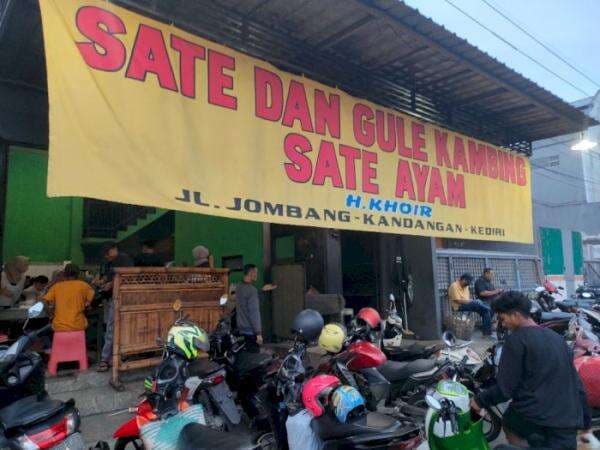 SATE DAN GULE KAMBING
SATE AYAM
H. KHOIR
JL. JOMBANG - KANDANGAN - KEDIRI